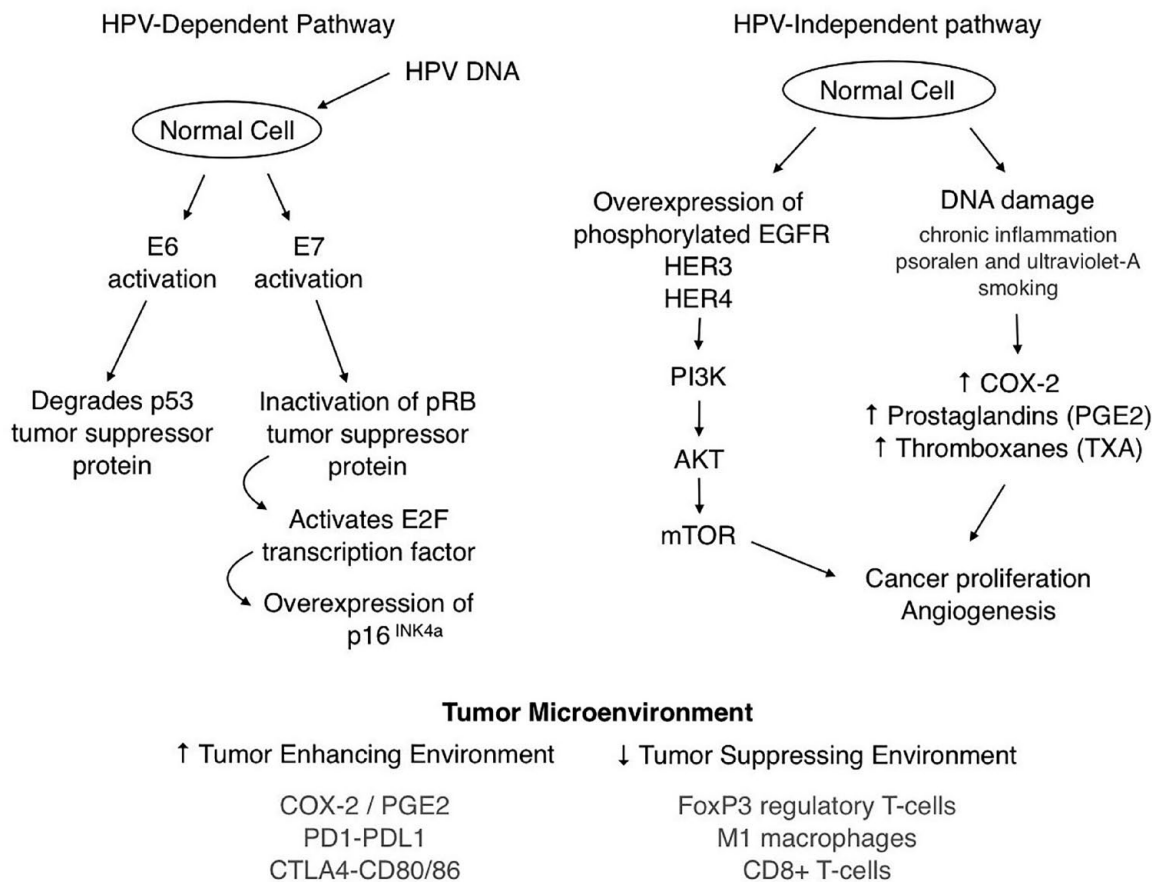 HPV-Dependent Pathway
HPV DNA
Normal Cell
E6
activation
E7
activation
Degrades p53
tumor suppressor
protein
Inactivation of pRB
tumor suppressor
protein
Activates E2F
transcription factor
Overexpression of
p16 INK4a
HPV-Independent pathway
Normal Cell
Overexpression of
phosphorylated EGFR
HER3
HER4
PI3K
AKT
mTOR
DNA damage
chronic inflammation
psoralen and ultraviolet-A
smoking
↑ COX-2
↑ Prostaglandins (PGE2)
↑ Thromboxanes (TXA)
Cancer proliferation
Angiogenesis
Tumor Microenvironment
↑ Tumor Enhancing Environment
COX-2 / PGE2
PD1-PDL1
CTLA4-CD80/86
↓ Tumor Suppressing Environment
FoxP3 regulatory T-cells
M1 macrophages
CD8+ T-cells